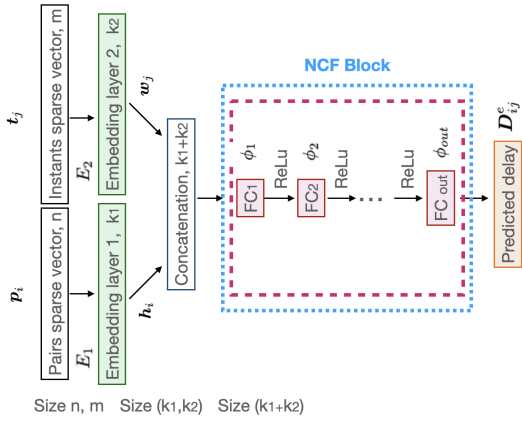 NCF Block
t_j
Instants sparse vector, m
E_2
Embedding layer 2, k2
w_j
p_i
Pairs sparse vector, n
E_1
Embedding layer 1, k1
h_i
Concatenation, k1+k2
ϕ_1
FC1
ReLu
ϕ_2
FC2
ReLu
...
ReLu
ϕ_out
FC out
D^e_ij
Predicted delay
Size n, m
Size (k1,k2)
Size (k1+k2)